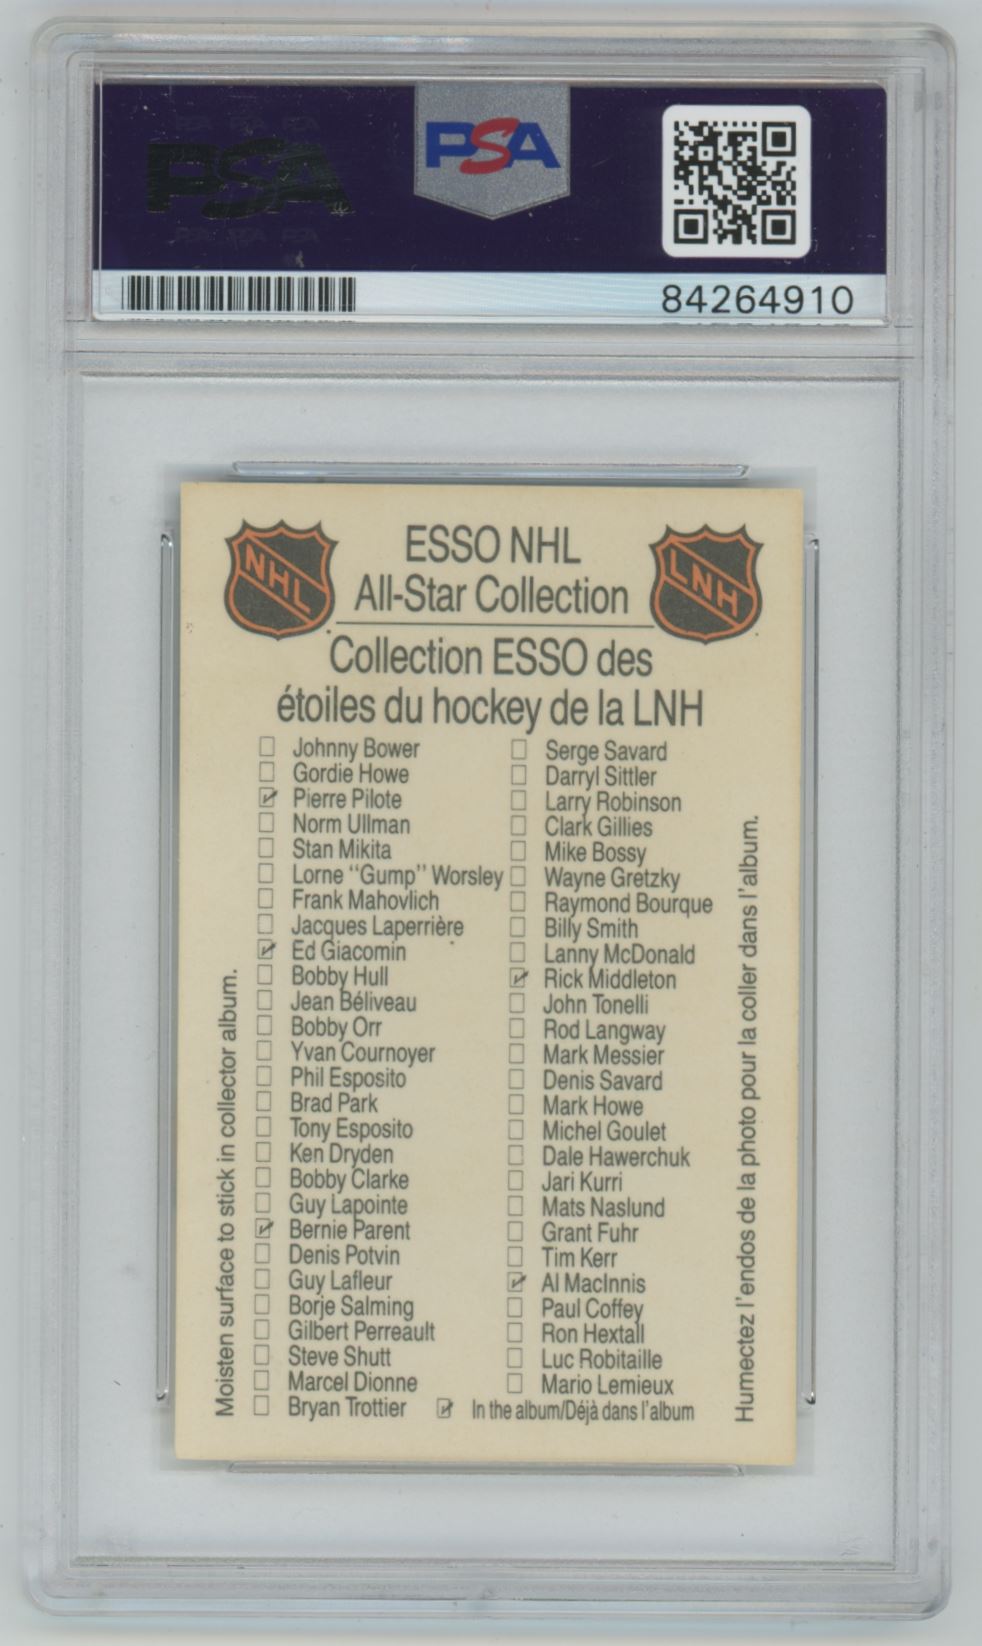 PSA
PSA
84264910
NHL
ESSO NHL
All-Star Collection
LNH
Collection ESSO des
étoiles du hockey de la LNH
Johnny Bower
Gordie Howe
Pierre Pilote
Norm Ullman
Stan Mikita
Lorne "Gump" Worsley
Frank Mahovlich
Jacques Laperrière
Ed Giacomin
Bobby Hull
Jean Béliveau
Bobby Orr
Yvan Cournoyer
Phil Esposito
Brad Park
Tony Esposito
Ken Dryden
Bobby Clarke
Guy Lapointe
Bernie Parent
Denis Potvin
Guy Lafleur
Borje Salming
Gilbert Perreault
Steve Shutt
Marcel Dionne
Bryan Trottier
Serge Savard
Darryl Sittler
Larry Robinson
Clark Gillies
Mike Bossy
Wayne Gretzky
Raymond Bourque
Billy Smith
Lanny McDonald
Rick Middleton
John Tonelli
Rod Langway
Mark Messier
Denis Savard
Mark Howe
Michel Goulet
Dale Hawerchuk
Jari Kurri
Mats Naslund
Grant Fuhr
Tim Kerr
Al MacInnis
Paul Coffey
Ron Hextall
Luc Robitaille
Mario Lemieux
In the album/Déjà dans l'album
Moisten surface to stick in collector album.
Humectez l'endos de la photo pour la coller dans l'album.